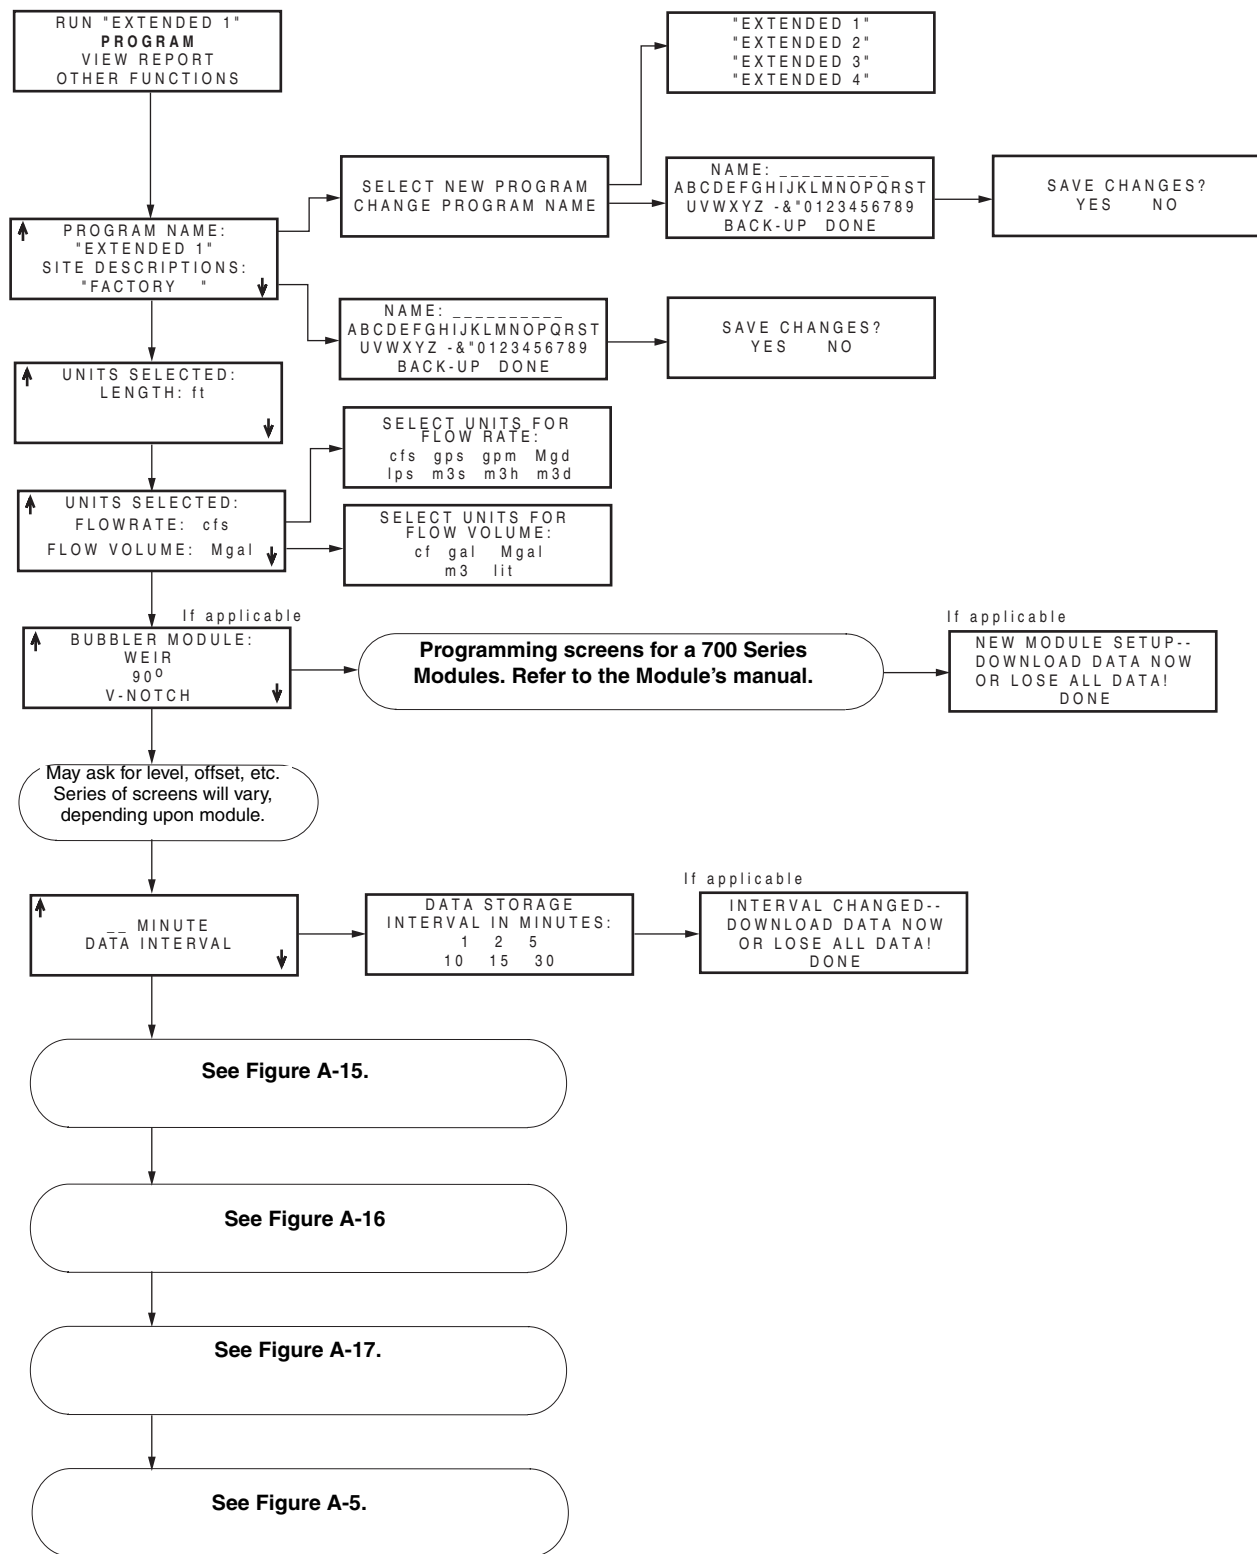 RUN "EXTENDED 1"
PROGRAM
VIEW REPORT
OTHER FUNCTIONS
"EXTENDED 1"
"EXTENDED 2"
"EXTENDED 3"
"EXTENDED 4"
SELECT NEW PROGRAM
CHANGE PROGRAM NAME
NAME: __________
ABCDEFGHIJKLMNOPQRST
UVWXYZ -&"0123456789
BACK-UP DONE
SAVE CHANGES?
YES NO
PROGRAM NAME:
"EXTENDED 1"
SITE DESCRIPTIONS:
"FACTORY "
NAME: __________
ABCDEFGHIJKLMNOPQRST
UVWXYZ -&"0123456789
BACK-UP DONE
SAVE CHANGES?
YES NO
UNITS SELECTED:
LENGTH: ft
SELECT UNITS FOR
FLOW RATE:
cfs gps gpm Mgd
lps m3s m3h m3d
UNITS SELECTED:
FLOWRATE: cfs
FLOW VOLUME: Mgal
SELECT UNITS FOR
FLOW VOLUME:
cf gal Mgal
m3 lit
If applicable
BUBBLER MODULE:
WEIR
90º
V-NOTCH
Programming screens for a 700 Series
Modules. Refer to the Module's manual.
If applicable
NEW MODULE SETUP--
DOWNLOAD DATA NOW
OR LOSE ALL DATA!
DONE
May ask for level, offset, etc.
Series of screens will vary,
depending upon module.
__ MINUTE
DATA INTERVAL
DATA STORAGE
INTERVAL IN MINUTES:
1 2 5
10 15 30
If applicable
INTERVAL CHANGED--
DOWNLOAD DATA NOW
OR LOSE ALL DATA!
DONE
See Figure A-15.
See Figure A-16
See Figure A-17.
See Figure A-5.